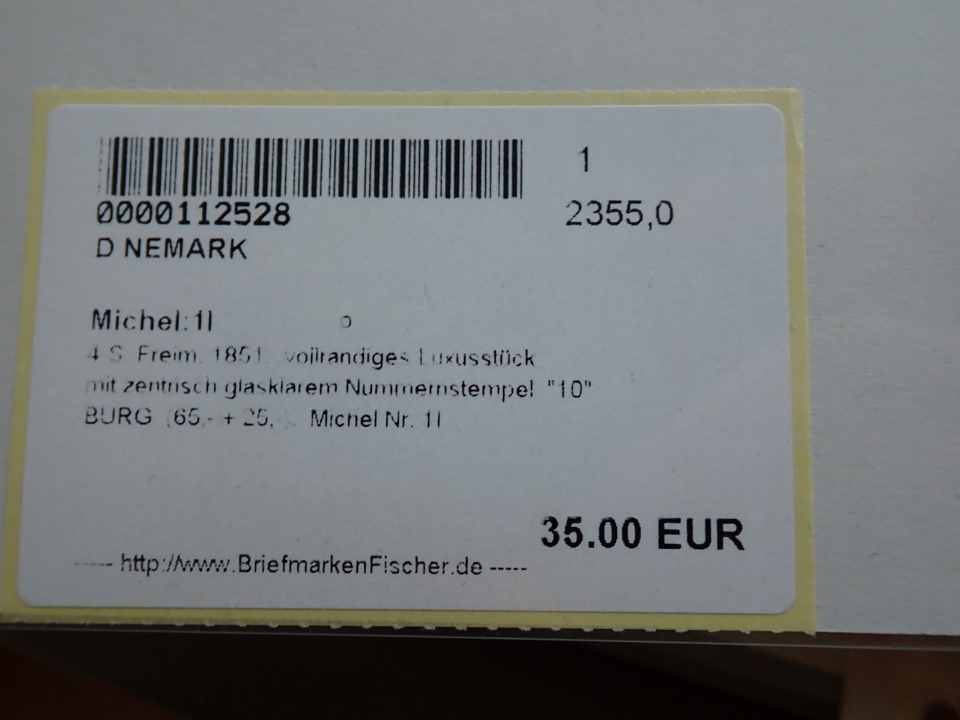 1
0000112528
2355,0
D NEMARK
Michel:1I o
4 S. Freim. 1851, vollrandiges Luxusstück
mit zentrisch glasklarem Nummernstempel "10"
BURG (65,- + 25, Michel Nr. 1I
35.00 EUR
----- http://www.BriefmarkenFischer.de -----